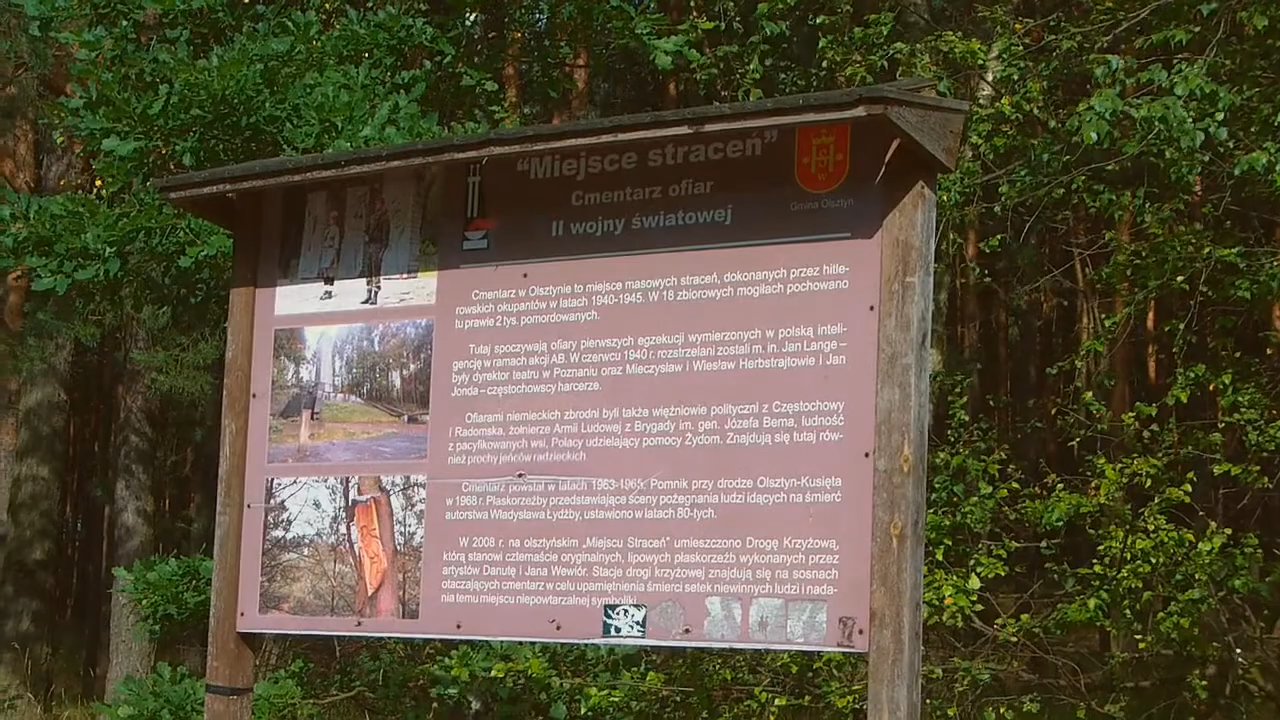 “Miejsce straceń”
Cmentarz ofiar
II wojny światowej
Gmina Olsztyn
Cmentarz w Olsztynie to miejsce masowych straceń, dokonanych przez hitle-
rowskich okupantów w latach 1940-1945. W 18 zbiorowych mogiłach pochowano
tu prawie 2 tys. pomordowanych.
Tutaj spoczywają ofiary pierwszych egzekucji wymierzonych w polską inteli-
gencję w ramach akcji AB. W czerwcu 1940 r. rozstrzelani zostali m. in. Jan Lange –
były dyrektor teatru w Poznaniu oraz Mieczysław i Wiesław Herbstrajtowie i Jan
Jonda – częstochowscy harcerze.
Ofiarami niemieckich zbrodni byli także więźniowie polityczni z Częstochowy
i Radomska, żołnierze Armii Ludowej z Brygady im. gen. Józefa Bema, ludność
z pacyfikowanych wsi, Polacy udzielający pomocy Żydom. Znajdują się tutaj rów-
nież prochy jeńców radzieckich.
Cmentarz powstał w latach 1963-1965. Pomnik przy drodze Olsztyn-Kusięta
w 1968 r. Płaskorzeźby przedstawiające sceny pożegnania ludzi idących na śmierć
autorstwa Władysława Łydżby, ustawiono w latach 80-tych.
W 2008 r. na olsztyńskim „Miejscu Straceń” umieszczono Drogę Krzyżową,
którą stanowi czternaście oryginalnych, lipowych płaskorzeźb wykonanych przez
artystów Danutę i Jana Wewiór. Stacje drogi krzyżowej znajdują się na sosnach
otaczających cmentarz w celu upamiętnienia śmierci setek niewinnych ludzi i nada-
nia temu miejscu niepowtarzalnej symboliki.